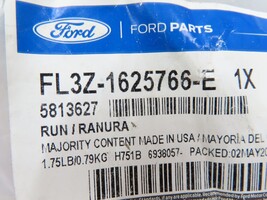 Ford
FORD PARTS
FL3Z-1625766-E 1X
5813627
RUN / RANURA
MAJORITY CONTENT MADE IN USA / MAYORIA DEL
1.75LB/0.79KG H751B 6938057- PACKED:02MAY20